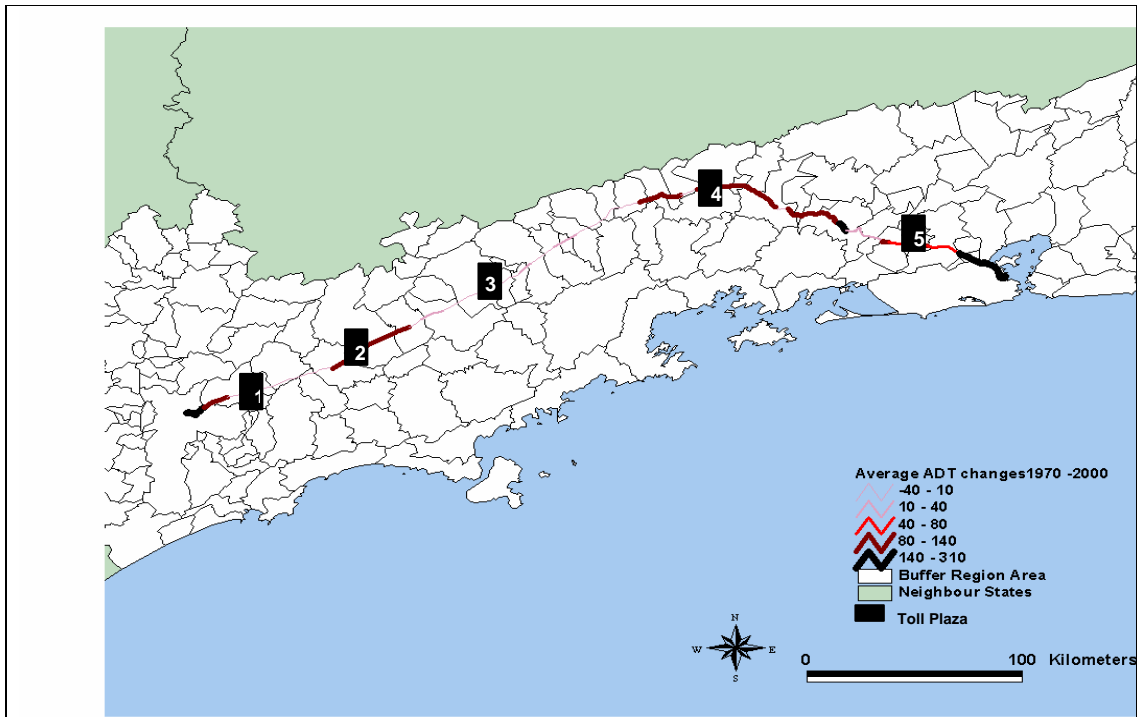 4
5
3
2
1
Average ADT changes1970 -2000
-40 - 10
10 - 40
40 - 80
80 - 140
140 - 310
Buffer Region Area
Neighbour States
Toll Plaza
N
W E
S
0 100 Kilometers